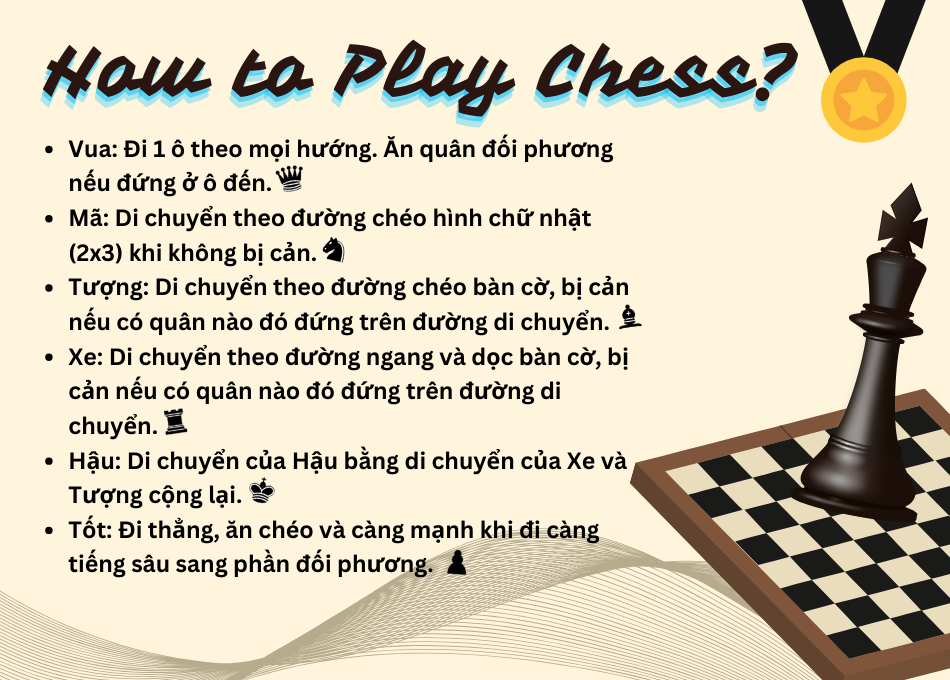 How to Play Chess?
• Vua: Đi 1 ô theo mọi hướng. Ăn quân đối phương
nếu đứng ở ô đến.
• Mã: Di chuyển theo đường chéo hình chữ nhật
(2x3) khi không bị cản.
• Tượng: Di chuyển theo đường chéo bàn cờ, bị cản
nếu có quân nào đó đứng trên đường di chuyển.
• Xe: Di chuyển theo đường ngang và dọc bàn cờ, bị
cản nếu có quân nào đó đứng trên đường di
chuyển.
• Hậu: Di chuyển của Hậu bằng di chuyển của Xe và
Tượng cộng lại.
• Tốt: Đi thẳng, ăn chéo và càng mạnh khi đi càng
tiếng sâu sang phần đối phương.